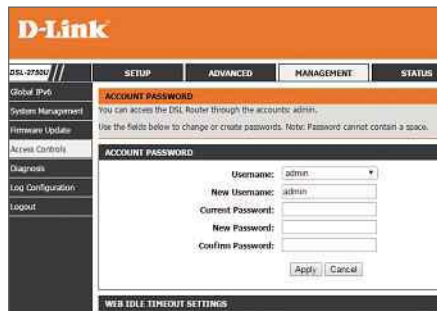 D-Link
DSL-2750U
SETUP ADVANCED MANAGEMENT STATUS
Global IPv6
System Management
Firmware Update
Access Controls
Diagnosis
Log Configuration
Logout
ACCOUNT PASSWORD
You can access the DSL Router through the accounts: admin.
Use the fields below to change or create passwords. Note: Password cannot contain a space.
ACCOUNT PASSWORD
Username: admin
New Username: admin
Current Password:
New Password:
Confirm Password:
Apply Cancel
WEB IDLE TIMEOUT SETTINGS